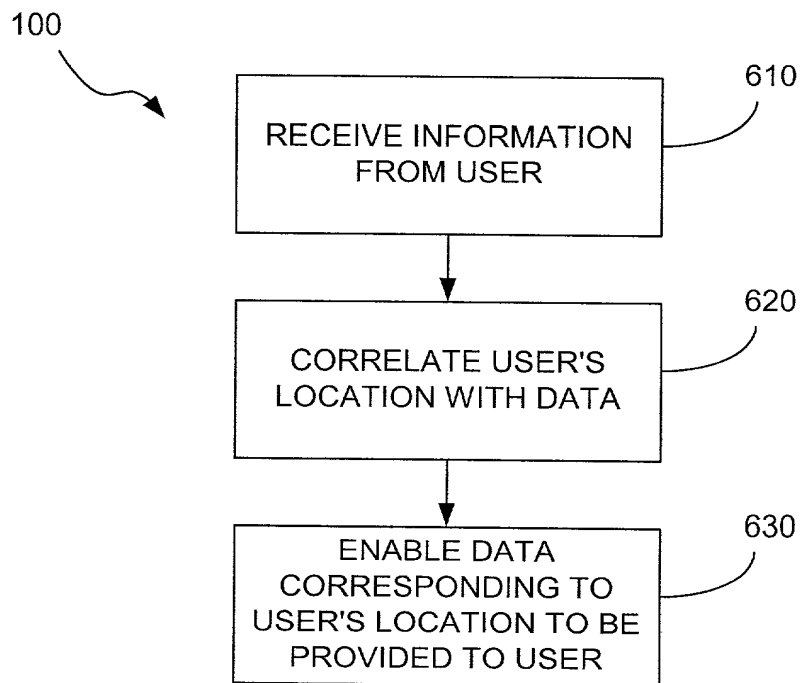 100
610
RECEIVE INFORMATION
FROM USER
620
CORRELATE USER'S
LOCATION WITH DATA
630
ENABLE DATA
CORRESPONDING TO
USER'S LOCATION TO BE
PROVIDED TO USER